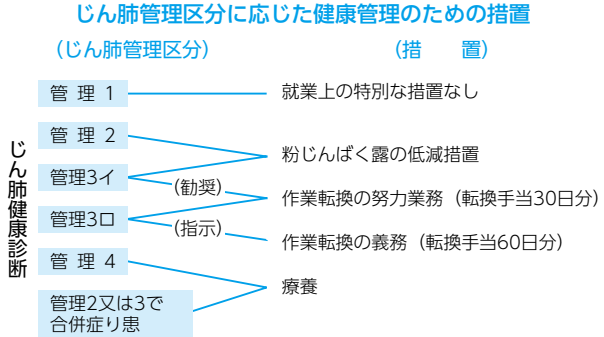 じん肺管理区分に応じた健康管理のための措置
(じん肺管理区分)
(措　置)
じん肺健康診断
管 理 1
就業上の特別な措置なし
管 理 2
粉じんばく露の低減措置
管理3イ
(勧奨)
作業転換の努力業務(転換手当30日分)
管理3ロ
(指示)
作業転換の義務(転換手当60日分)
管 理 4
療養
管理2又は3で
合併症り患